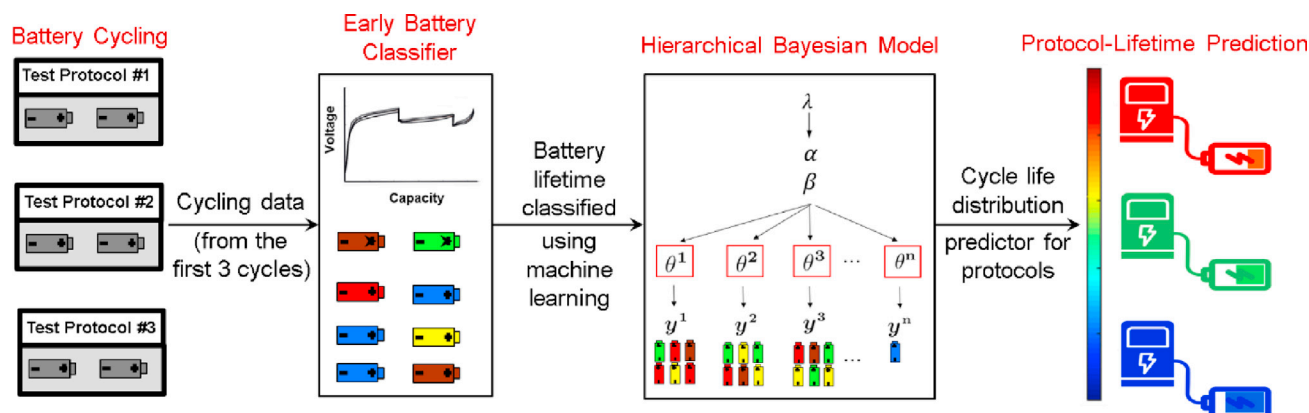 Battery Cycling
Test Protocol #1
Test Protocol #2
Test Protocol #3
Cycling data
(from the
first 3 cycles)
Early Battery
Classifier
Voltage
Capacity
Battery
lifetime
classified
using
machine
learning
Hierarchical Bayesian Model
λ
α
β
θ¹ θ² θ³ ... θⁿ
y¹ y² y³ yⁿ
...
Cycle life
distribution
predictor for
protocols
Protocol-Lifetime Prediction